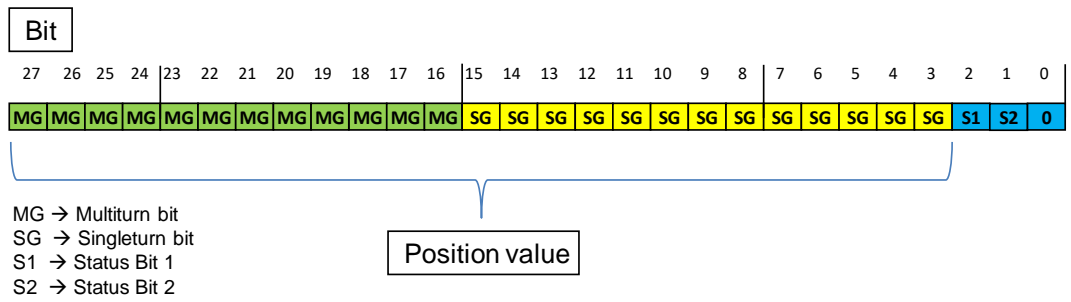 Bit
27 26 25 24 23 22 21 20 19 18 17 16 15 14 13 12 11 10 9 8 7 6 5 4 3 2 1 0
MG MG MG MG MG MG MG MG MG MG MG MG SG SG SG SG SG SG SG SG SG SG SG SG SG S1 S2 0
MG → Multiturn bit
SG → Singleturn bit
S1 → Status Bit 1
S2 → Status Bit 2
Position value